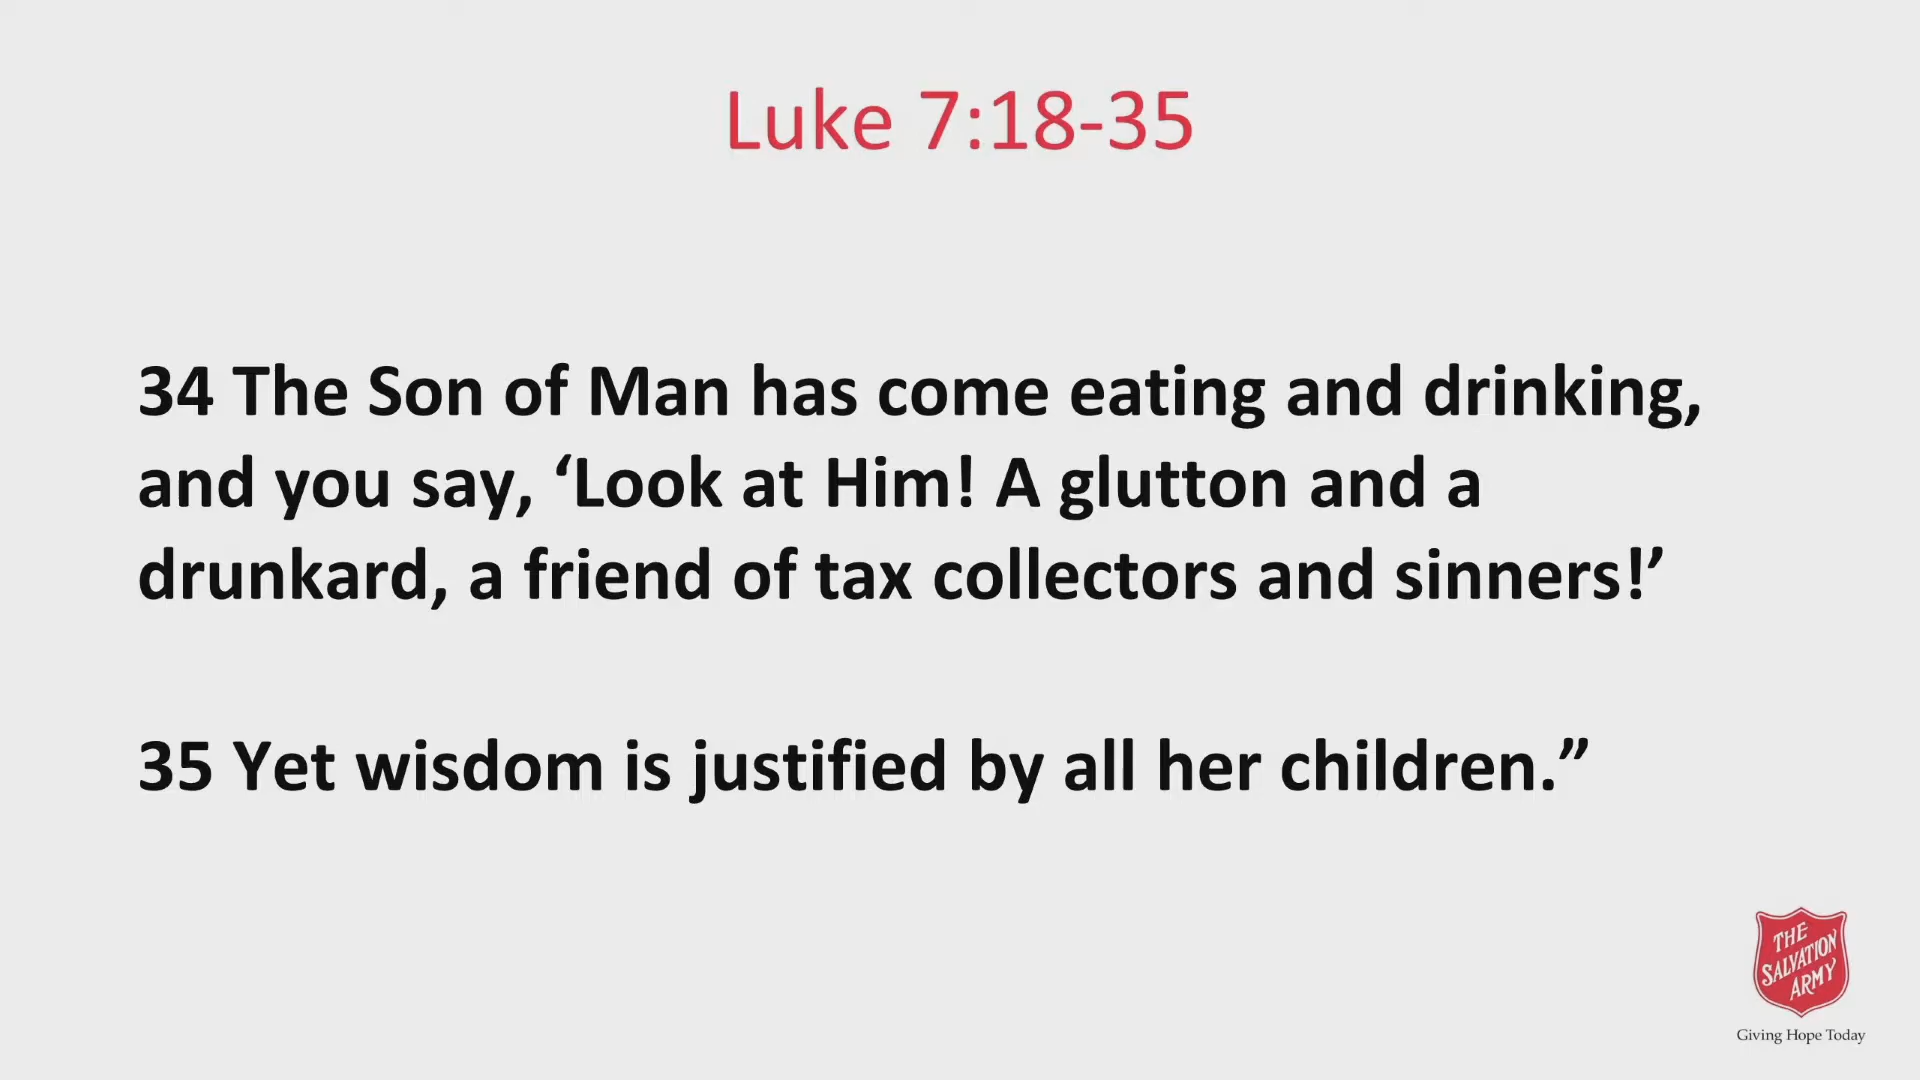 Luke 7:18-35
34 The Son of Man has come eating and drinking,
and you say, ‘Look at Him! A glutton and a
drunkard, a friend of tax collectors and sinners!’
35 Yet wisdom is justified by all her children.”
THE
SALVATION
ARMY
Giving Hope Today